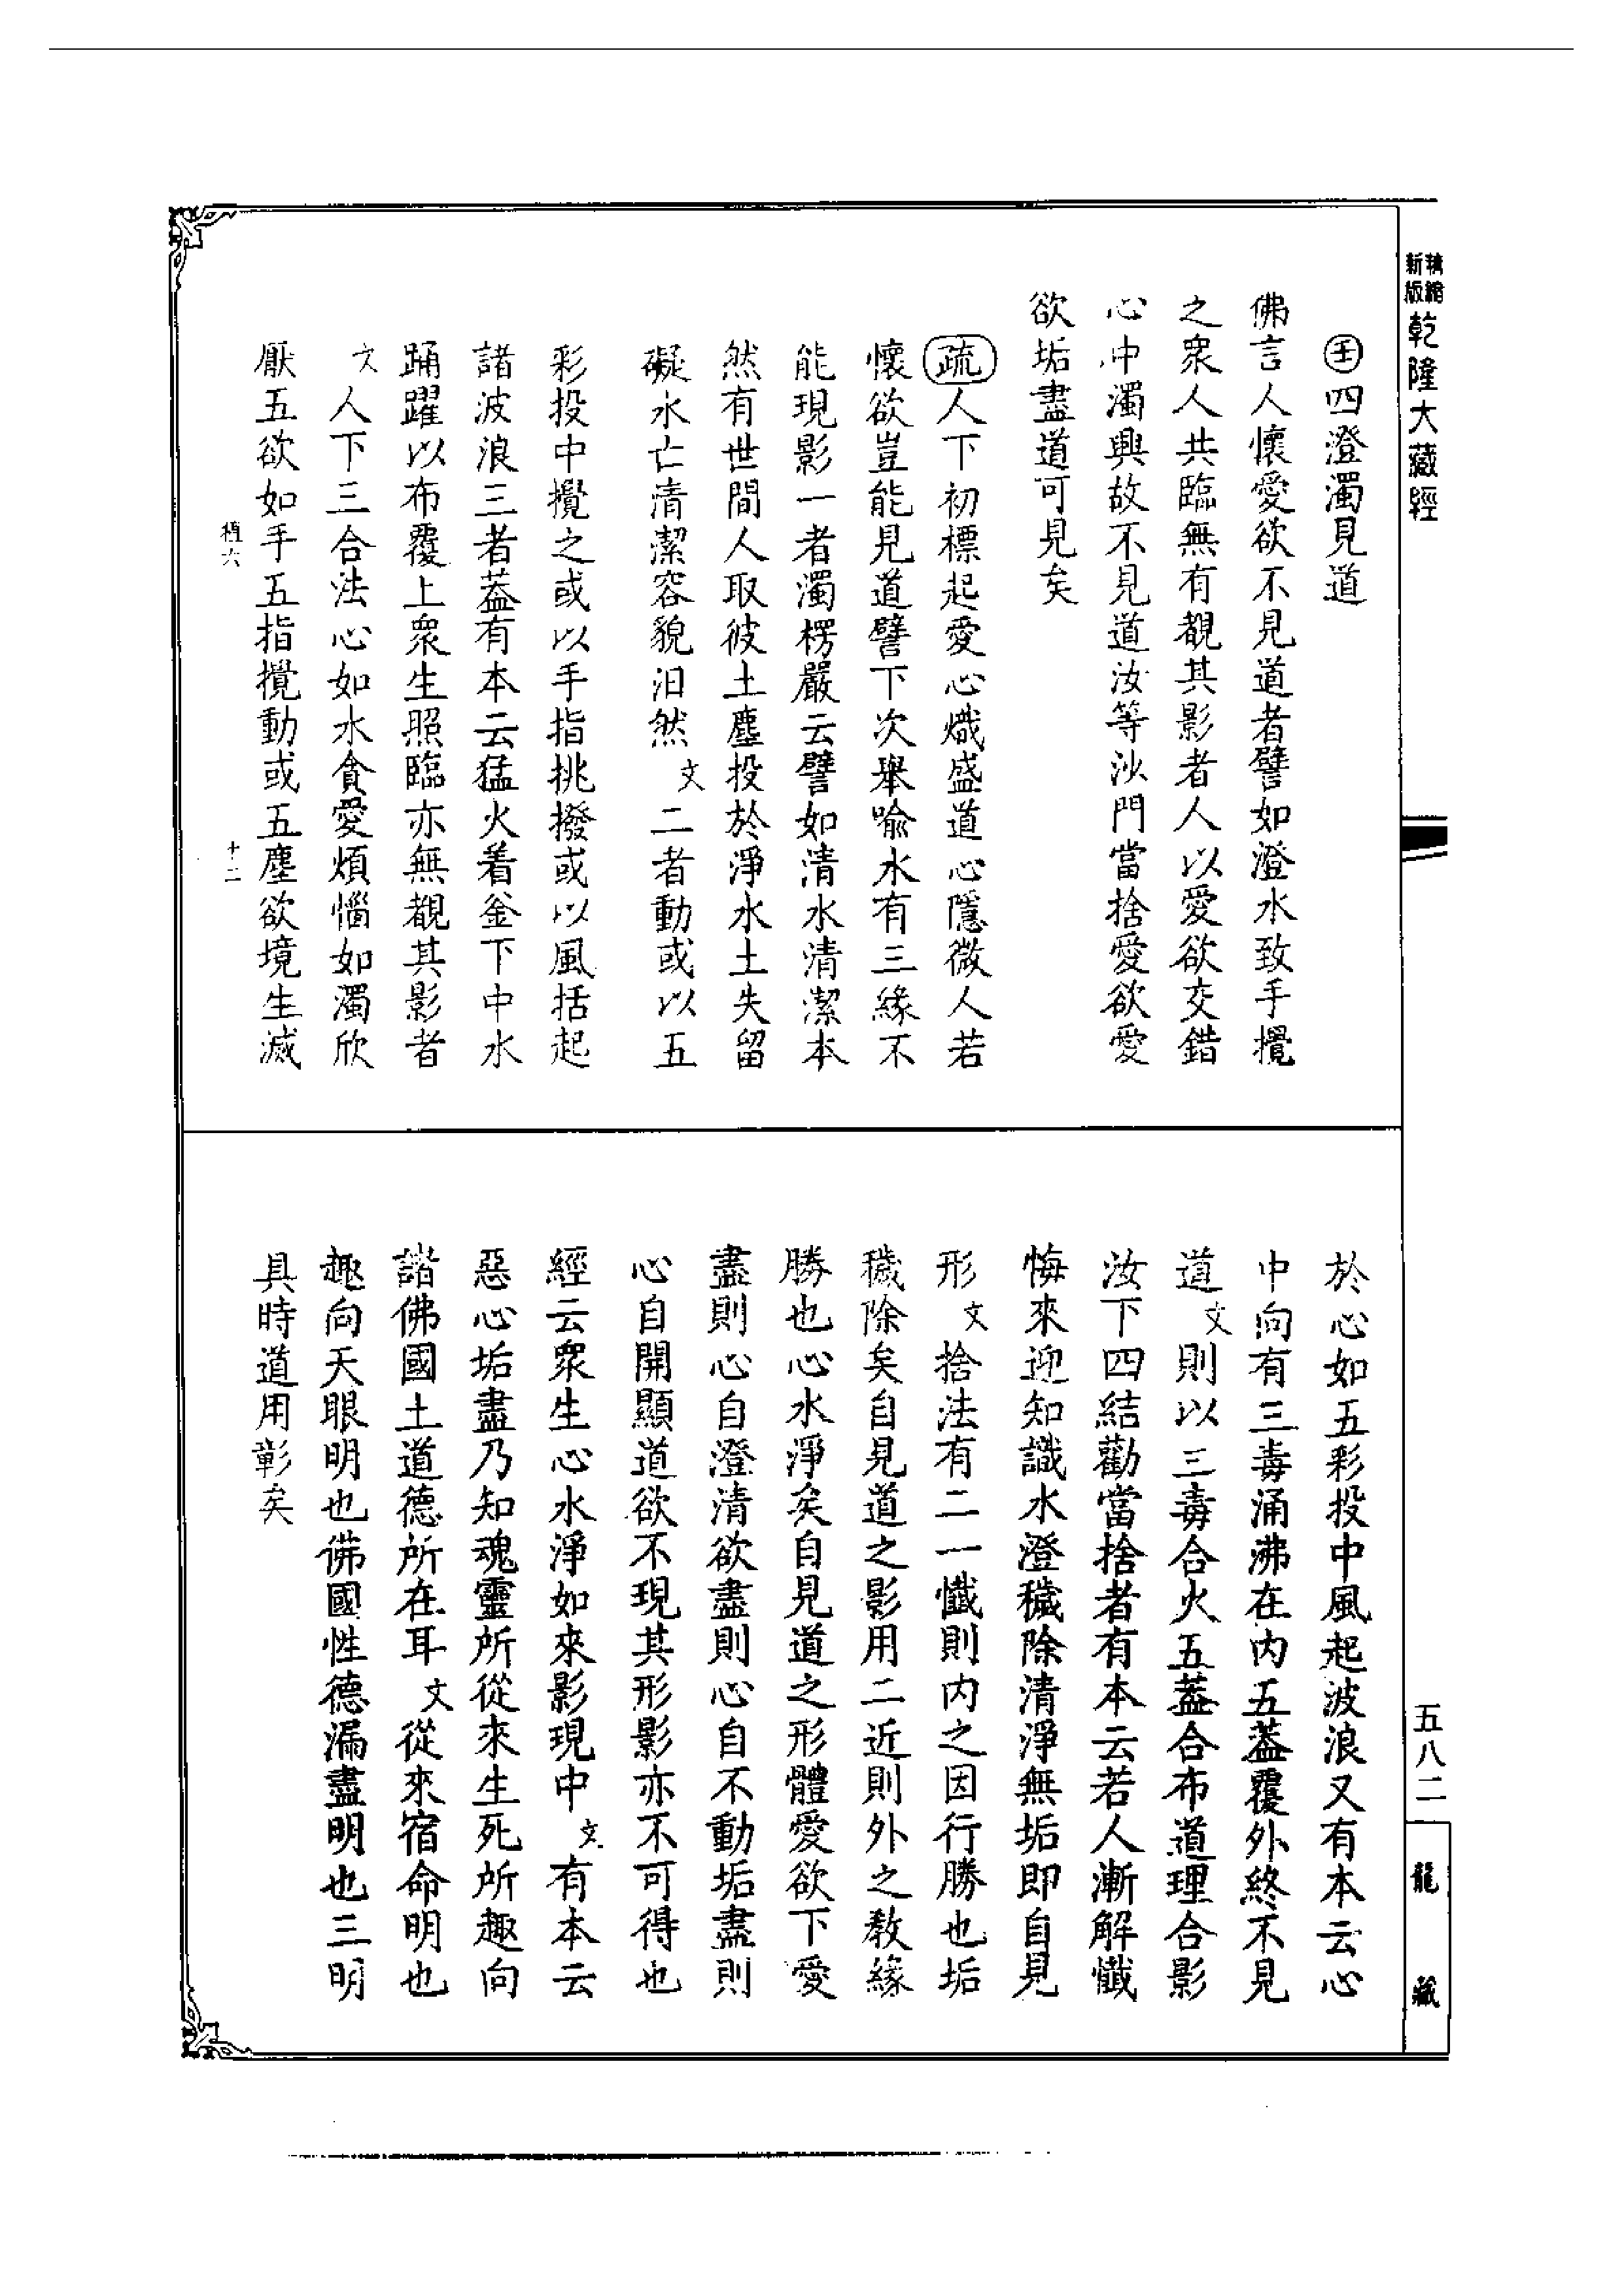 精縮新版 乾隆大藏經
㊤四澄濁見道
佛言人懷愛欲不見道者譬如澄水致手攪
之眾人共臨無有覩其影者人以愛欲交錯
心中濁興故不見道汝等沙門當捨愛欲愛
欲垢盡道可見矣
疏人下初標起愛心熾盛道心隱微人若
懷欲豈能見道譬下次舉喻水有三緣不
能現影一者濁楞嚴云譬如清水清潔本
然有世間人取彼土塵投於淨水土失留
礙水亡清潔容貌汩然文二者動或以五
彩投中攪之或以手指挑撥或以風括起
諸波浪三者葢有本云猛火着釜下中水
踊躍以布覆上眾生照臨亦無覩其影者
文人下三合法心如水貪愛煩惱如濁欣
厭五欲如手五指攪動或五塵欲境生滅
植六 十二
於心如五彩投中風起波浪又有本云心
中向有三毒涌沸在內五葢覆外終不見
道文則以三毒合火五葢合布道理合影
汝下四結勸當捨者有本云若人漸解懺
悔來迎知識水澄穢除清淨無垢即自見
形文捨法有二一懺則內之因行勝也垢
穢除矣自見道之影用二近則外之教緣
勝也心水淨矣自見道之形體愛欲下愛
盡則心自澄清欲盡則心自不動垢盡則
心自開顯道欲不現其形影亦不可得也
經云眾生心水淨如來影現中文有本云
惡心垢盡乃知魂靈所從來生死所趣向
諸佛國土道德所在耳文從來宿命明也
趣向天眼明也佛國性德漏盡明也三明
具時道用彰矣
五八二
龍藏